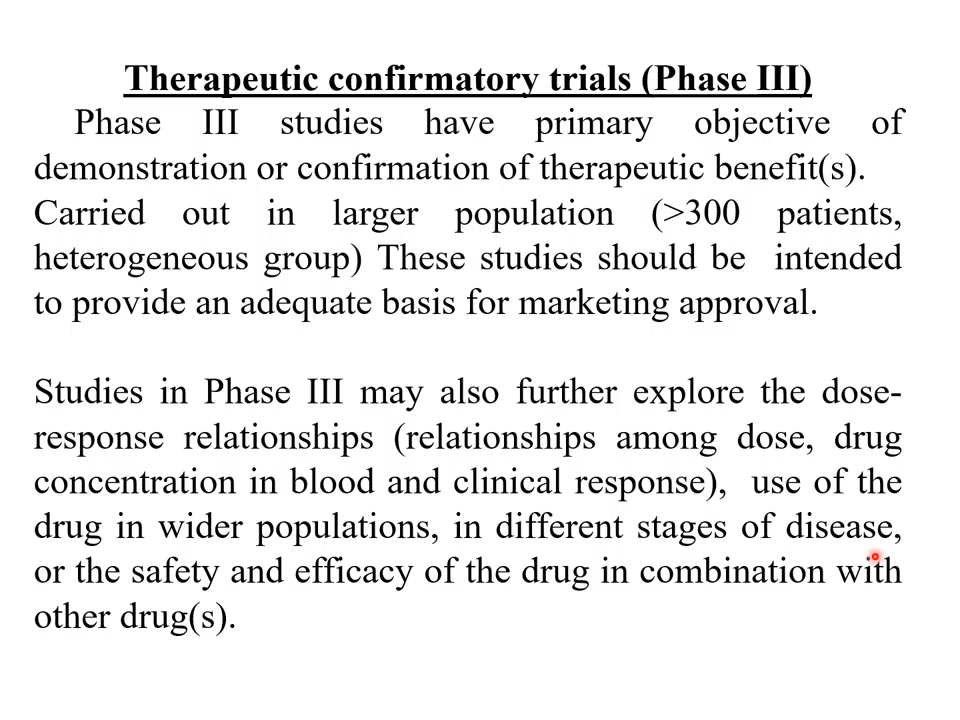 Therapeutic confirmatory trials (Phase III)
Phase III studies have primary objective of
demonstration or confirmation of therapeutic benefit(s).
Carried out in larger population (>300 patients,
heterogeneous group) These studies should be intended
to provide an adequate basis for marketing approval.
Studies in Phase III may also further explore the dose-
response relationships (relationships among dose, drug
concentration in blood and clinical response), use of the
drug in wider populations, in different stages of disease,
or the safety and efficacy of the drug in combination with
other drug(s).